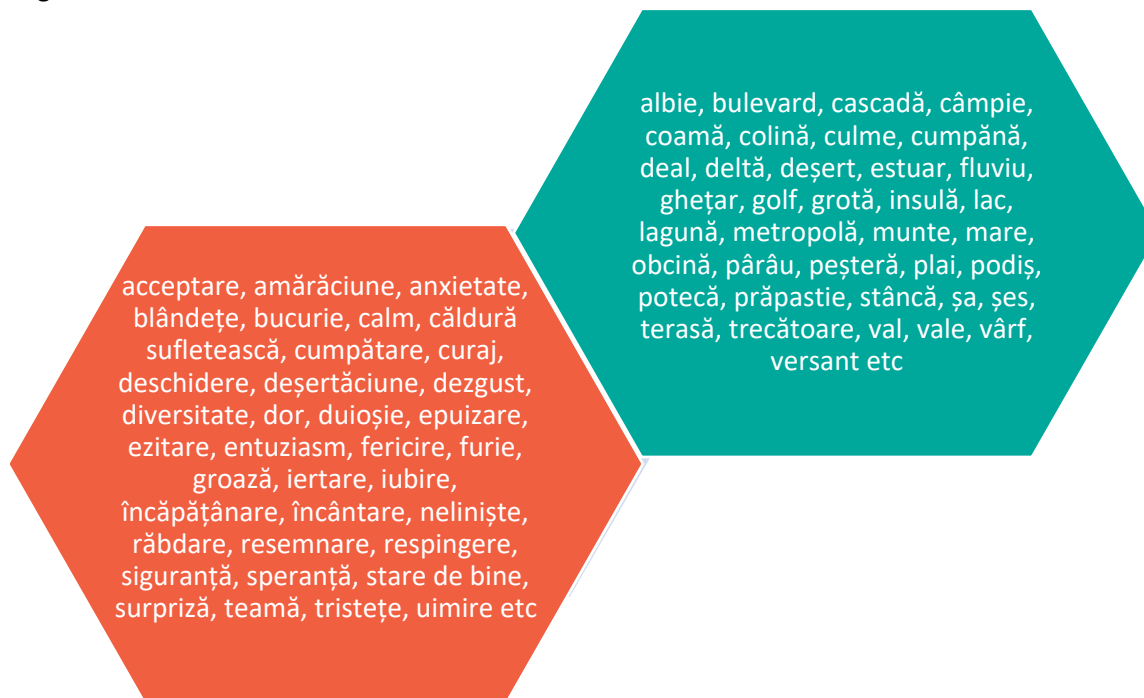 albie, bulevard, cascadă, câmpie,
coamă, colină, culme, cumpănă,
deal, deltă, deșert, estuar, fluviu,
ghețar, golf, grotă, insulă, lac,
lagună, metropolă, munte, mare,
obcină, pârâu, peșteră, plai, podiș,
potecă, prăpastie, stâncă, șa, șes,
terasă, trecătoare, val, vale, vârf,
versant etc
acceptare, amărăciune, anxietate,
blândețe, bucurie, calm, căldură
sufletească, cumpătare, curaj,
deschidere, deșertăciune, dezgust,
diversitate, dor, duioșie, epuizare,
ezitare, entuziasm, fericire, furie,
groază, iertare, iubire,
încăpățânare, încântare, neliniște,
răbdare, resemnare, respingere,
siguranță, speranță, stare de bine,
surpriză, teamă, tristețe, uimire etc